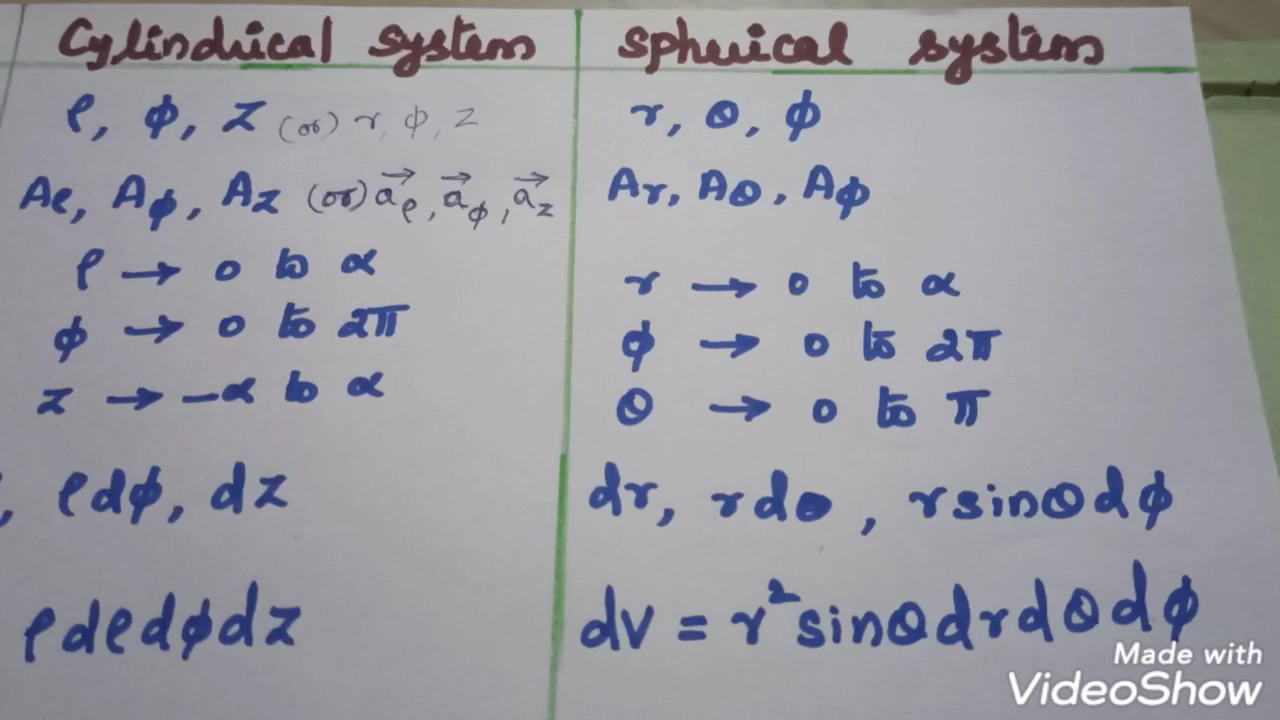 Cylindrical system
ρ, φ, z (or) r, φ, z
Aρ, Aφ, Az (or) a⃗ρ, a⃗φ, a⃗z
ρ → 0 to α
φ → 0 to 2π
z → -α to α
, ρdφ, dz
ρdρdφdz
Spherical system
r, θ, φ
Ar, Aθ, Aφ
r → 0 to α
φ → 0 to 2π
θ → 0 to π
dr, rdθ, rsinθdφ
dv = r²sinθdrdθdφ
Made with
VideoShow